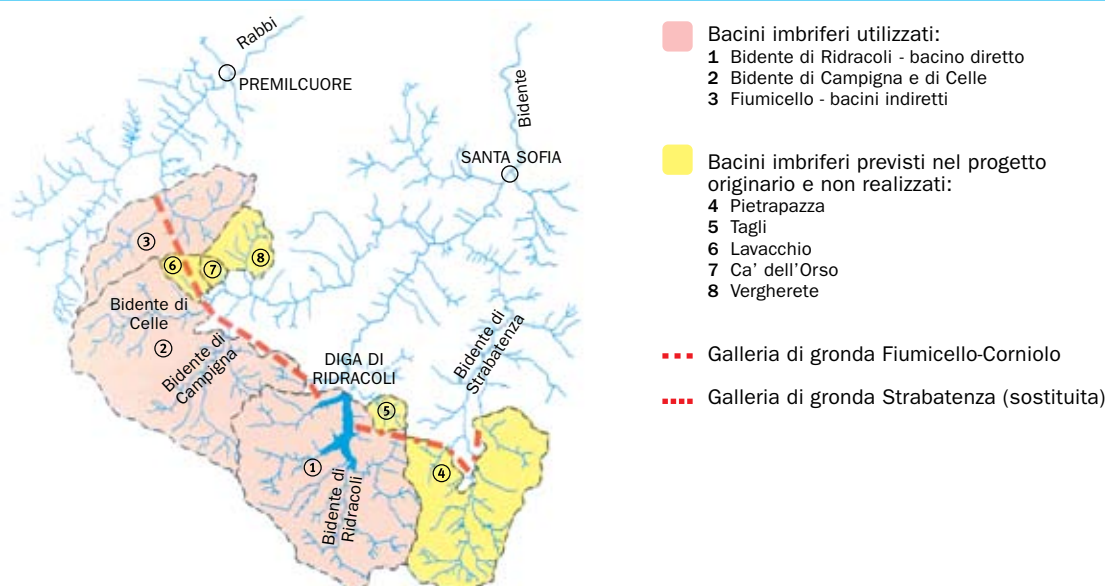 Rabbi
PREMILCUORE
Bidente
SANTA SOFIA
3
6
7
8
Bidente di
Celle
2
Bidente di
Campigna
DIGA DI
RIDRACOLI
Bidente di
Strabatenza
5
1
4
Bidente di
Ridracoli
Bacini imbriferi utilizzati:
1 Bidente di Ridracoli - bacino diretto
2 Bidente di Campigna e di Celle
3 Fiumicello - bacini indiretti
Bacini imbriferi previsti nel progetto
originario e non realizzati:
4 Pietrapazza
5 Tagli
6 Lavacchio
7 Ca' dell'Orso
8 Vergherete
Galleria di gronda Fiumicello-Corniolo
Galleria di gronda Strabatenza (sostituita)